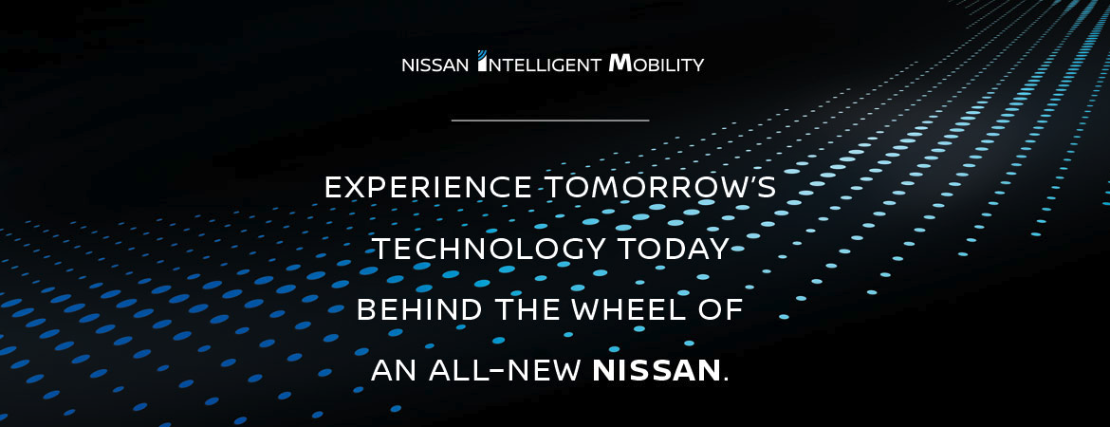 NISSAN INTELLIGENT MOBILITY
EXPERIENCE TOMORROW'S
TECHNOLOGY TODAY
BEHIND THE WHEEL OF
AN ALL-NEW NISSAN.